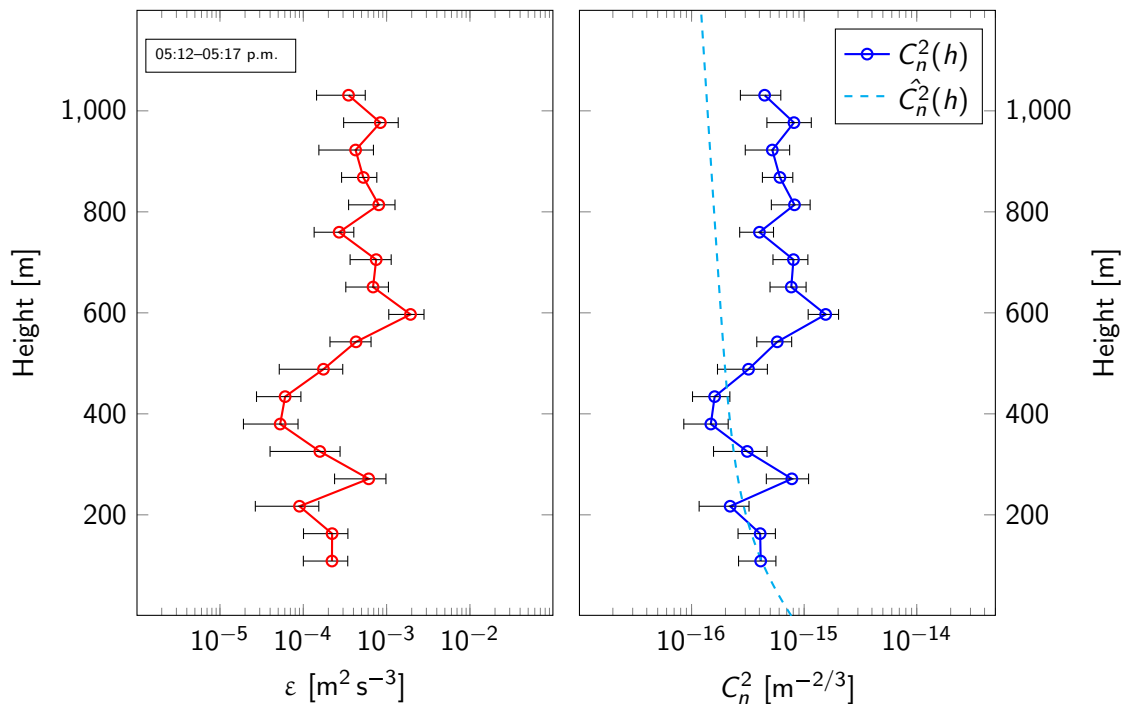 05:12–05:17 p.m.
1,000
800
600
400
200
Height [m]
10⁻⁵ 10⁻⁴ 10⁻³ 10⁻²
ε [m² s⁻³]
C_n^2(h)
Ĉ_n^2(h)
1,000
800
600
400
200
Height [m]
10⁻¹⁶ 10⁻¹⁵ 10⁻¹⁴
C_n^2 [m⁻²/³]